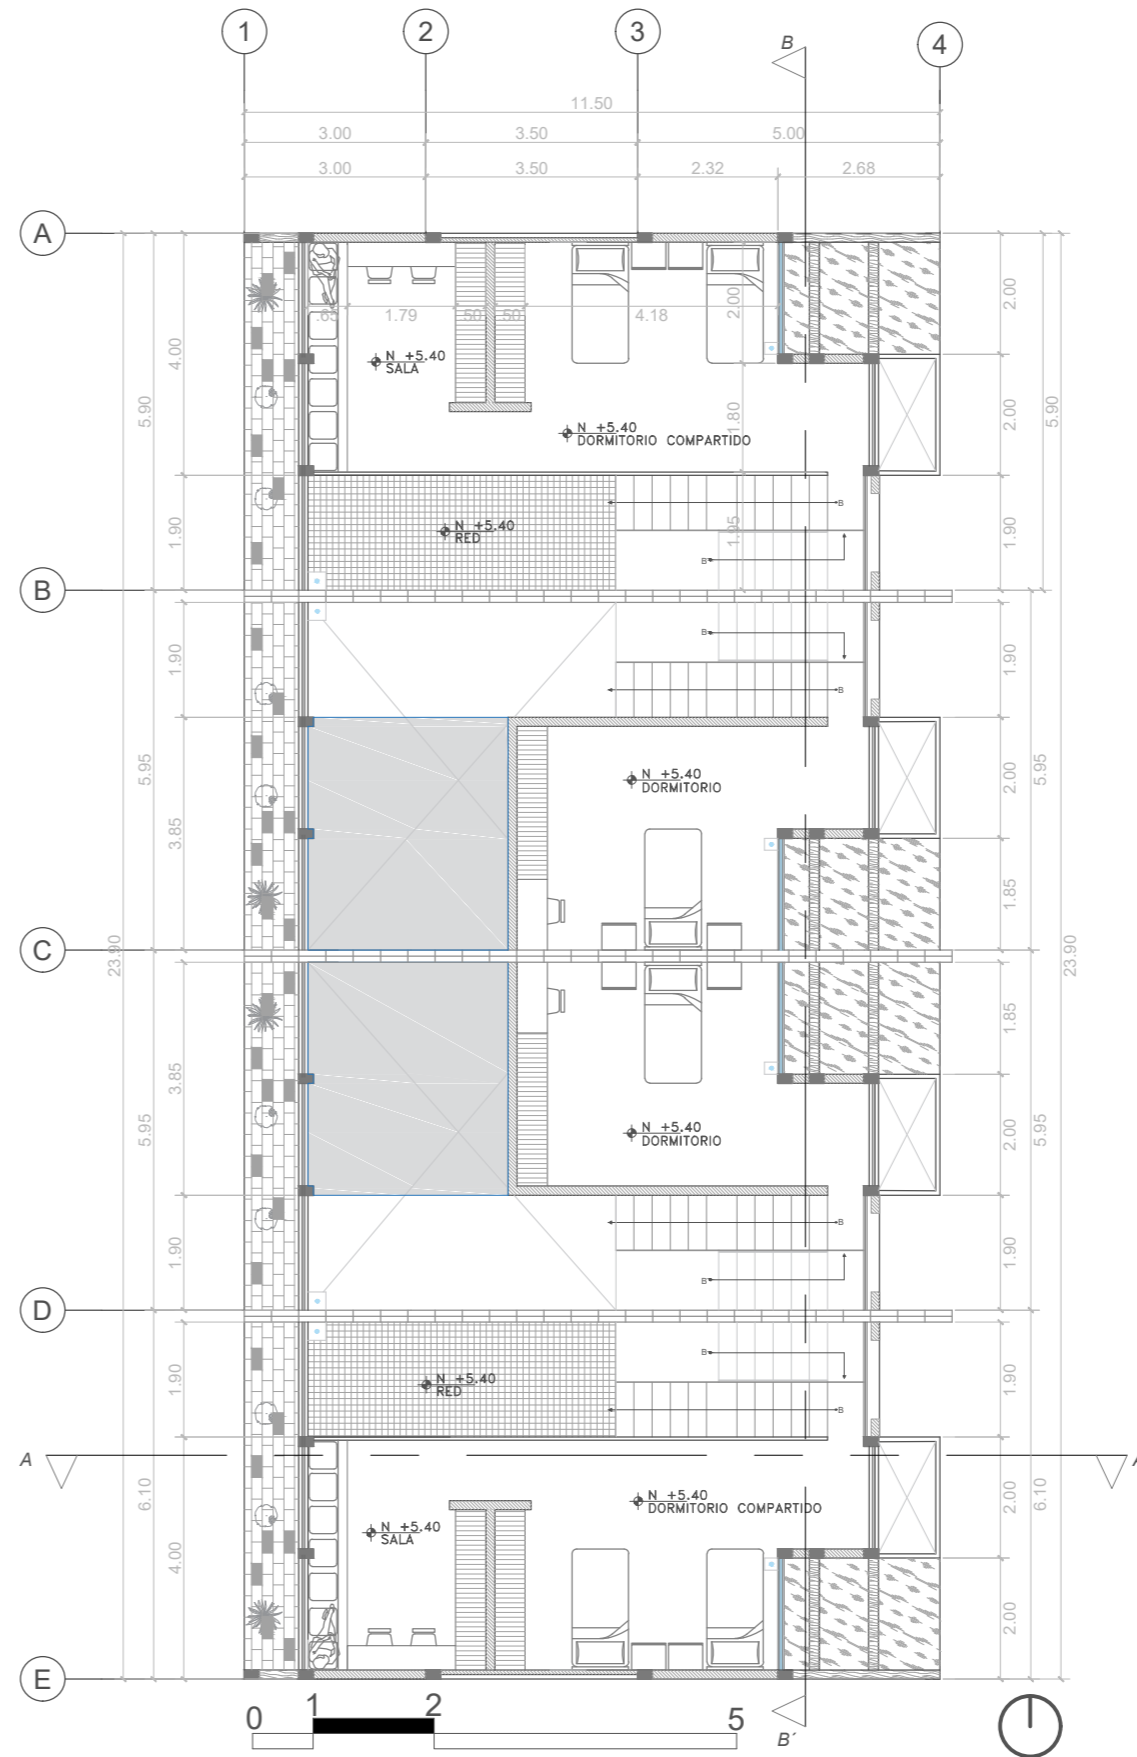 1 2 3 B 4
11.50
3.00 3.50 5.00
3.00 3.50 2.32 2.68
A
.65 1.79 .50 .50 4.18 2.00
2.00
4.00
5.90
5.90
N +5.40
SALA
N +5.40
DORMITORIO COMPARTIDO
1.80
2.00
B
N +5.40
RED
1.95
1.90
1.90
B
B
B
B
1.90
1.90
5.95
5.95
N +5.40
DORMITORIO
2.00
3.85
1.85
C
23.90
23.90
1.85
3.85
5.95
5.95
N +5.40
DORMITORIO
2.00
B
1.90
1.90
B
D
B
N +5.40
RED
1.90
1.90
B
A A
6.10
6.10
N +5.40
DORMITORIO COMPARTIDO
2.00
N +5.40
SALA
4.00
2.00
E
0 1 2 5
B´